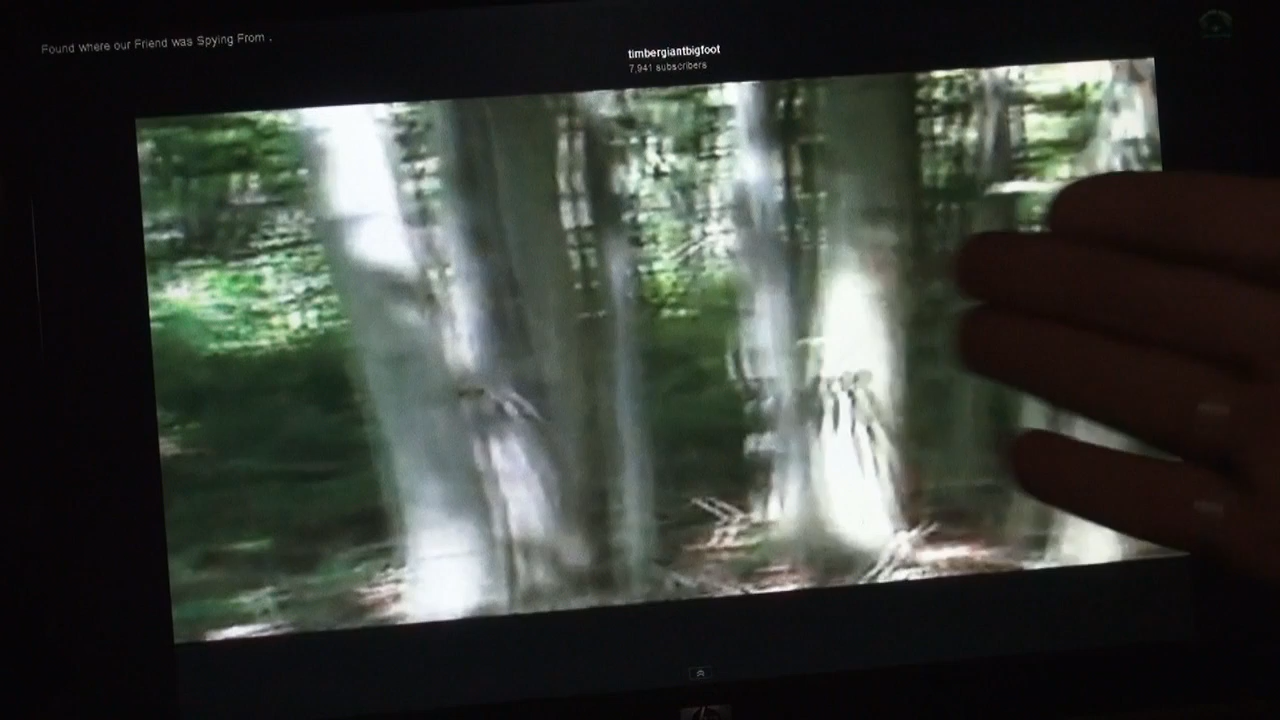 Found where our Friend was Spying From .
timbergiantbigfoot
7,941 subscribers